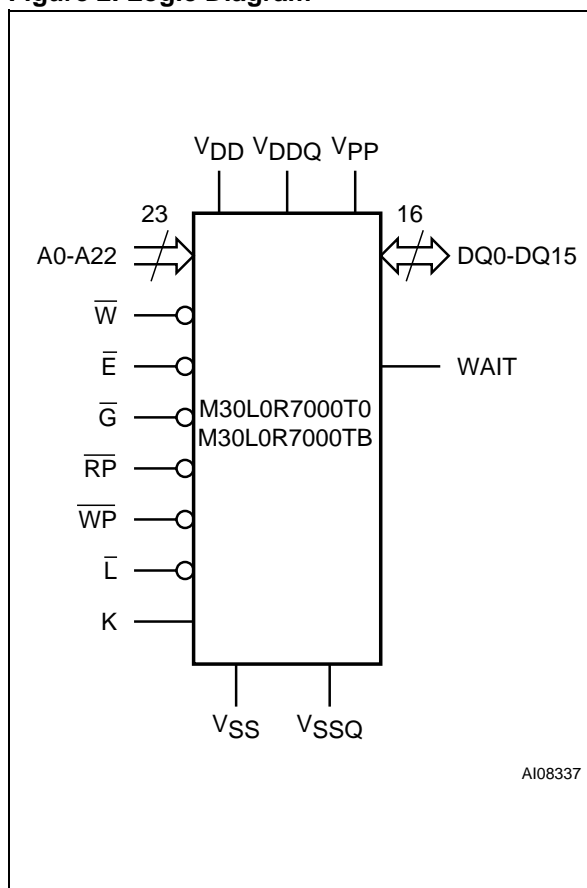 Figure 2. Logic Diagram
VDD VDDQ VPP
23 16
A0-A22 DQ0-DQ15
W
E WAIT
G M30L0R7000T0
M30L0R7000TB
RP
WP
L
K
VSS VSSQ
AI08337